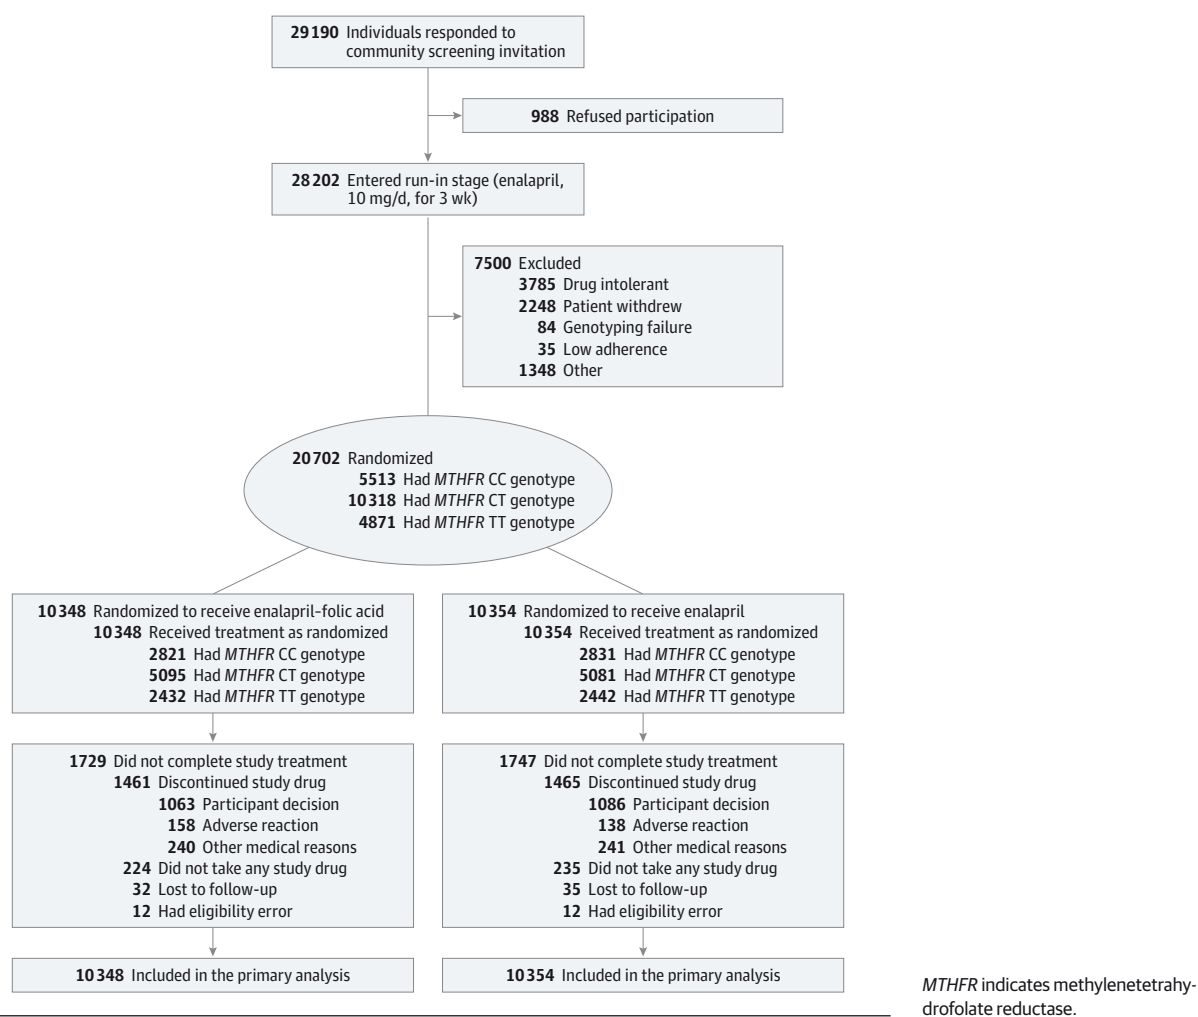 29190 Individuals responded to
community screening invitation
988 Refused participation
28202 Entered run-in stage (enalapril,
10 mg/d, for 3 wk)
7500 Excluded
3785 Drug intolerant
2248 Patient withdrew
84 Genotyping failure
35 Low adherence
1348 Other
20702 Randomized
5513 Had MTHFR CC genotype
10318 Had MTHFR CT genotype
4871 Had MTHFR TT genotype
10348 Randomized to receive enalapril-folic acid
10348 Received treatment as randomized
2821 Had MTHFR CC genotype
5095 Had MTHFR CT genotype
2432 Had MTHFR TT genotype
10354 Randomized to receive enalapril
10354 Received treatment as randomized
2831 Had MTHFR CC genotype
5081 Had MTHFR CT genotype
2442 Had MTHFR TT genotype
1729 Did not complete study treatment
1461 Discontinued study drug
1063 Participant decision
158 Adverse reaction
240 Other medical reasons
224 Did not take any study drug
32 Lost to follow-up
12 Had eligibility error
1747 Did not complete study treatment
1465 Discontinued study drug
1086 Participant decision
138 Adverse reaction
241 Other medical reasons
235 Did not take any study drug
35 Lost to follow-up
12 Had eligibility error
10348 Included in the primary analysis
10354 Included in the primary analysis
MTHFR indicates methylenetetrahy-
drofolate reductase.